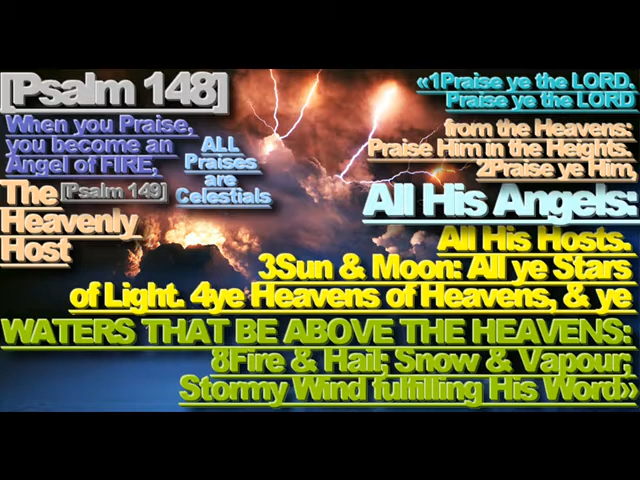 [Psalm 148]
When you Praise,
you become an
Angel of FIRE,
ALL
Praises
are
Celestials
The [Psalm 149]
Heavenly
Host
«1Praise ye the LORD.
Praise ye the LORD
from the Heavens:
Praise Him in the Heights.
2Praise ye Him,
All His Angels:
All His Hosts.
3Sun & Moon: All ye Stars
of Light. 4ye Heavens of Heavens, & ye
WATERS THAT BE ABOVE THE HEAVENS:
8Fire & Hail; Snow & Vapour;
Stormy Wind fulfilling His Word»